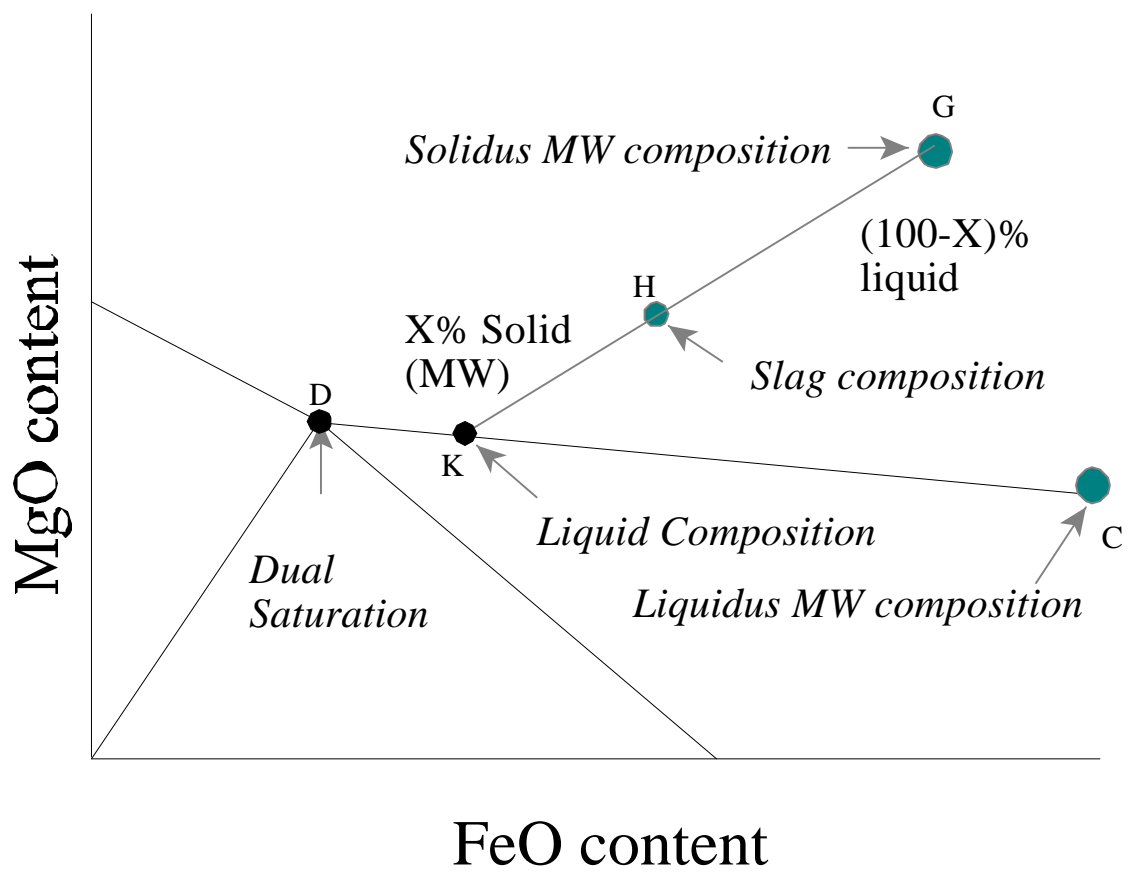 G
Solidus MW composition
(100-X)%
liquid
H
X% Solid
(MW)
Slag composition
D
K
Liquid Composition
C
Dual
Saturation
Liquidus MW composition
MgO content
FeO content